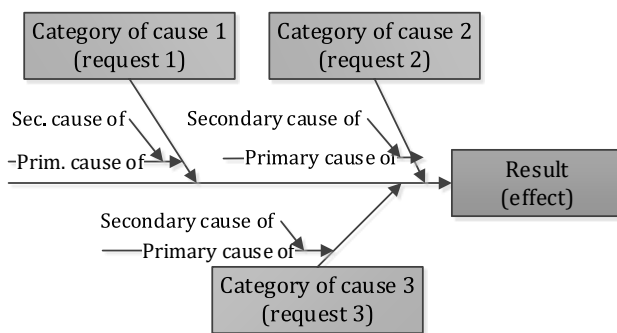 Category of cause 1
(request 1)
Category of cause 2
(request 2)
Sec. cause of
Prim. cause of
Secondary cause of
Primary cause of
Result
(effect)
Secondary cause of
Primary cause of
Category of cause 3
(request 3)